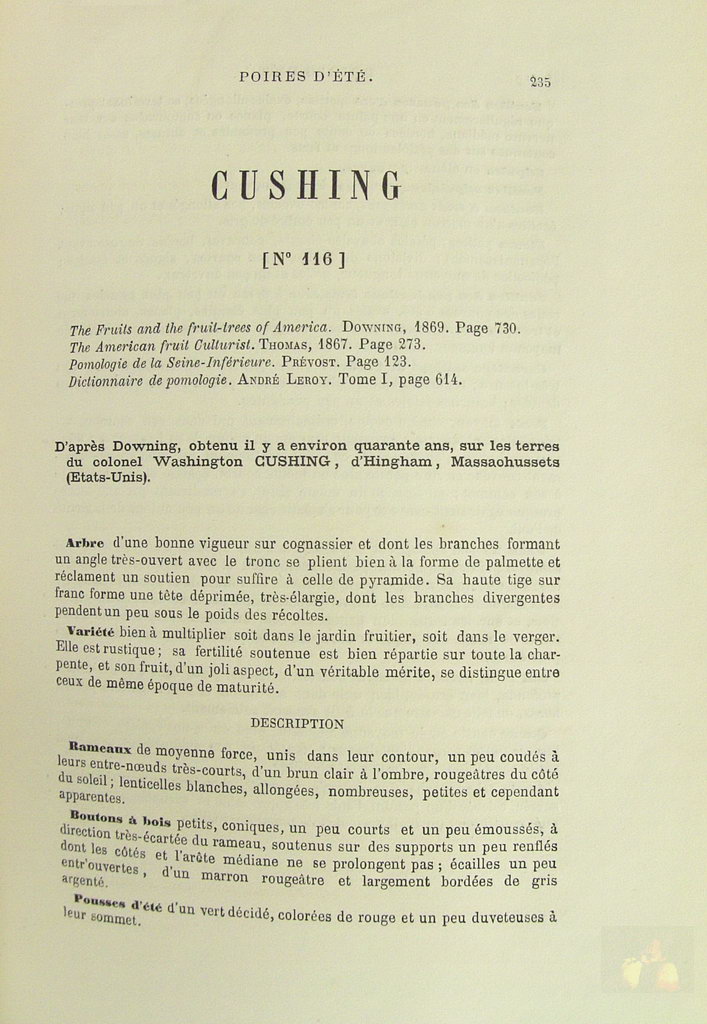 POIRES D'ÉTÉ.
235
CUSHING
[N° 116]
The Fruits and the fruit-trees of America. DOWNING, 1869. Page 730.
The American fruit Culturist. THOMAS, 1867. Page 273.
Pomologie de la Seine-Inférieure. PRÉVOST. Page 123.
Dictionnaire de pomologie. ANDRÉ LEROY. Tome I, page 614.
D'après Downing, obtenu il y a environ quarante ans, sur les terres
du colonel Washington CUSHING, d'Hingham, Massaohussets
(Etats-Unis).
Arbre d'une bonne vigueur sur cognassier et dont les branches formant
un angle très-ouvert avec le tronc se plient bien à la forme de palmette et
réclament un soutien pour suffire à celle de pyramide. Sa haute tige sur
franc forme une tête déprimée, très-élargie, dont les branches divergentes
pendent un peu sous le poids des récoltes.
Variété bien à multiplier soit dans le jardin fruitier, soit dans le verger.
Elle est rustique; sa fertilité soutenue est bien répartie sur toute la char-
pente, et son fruit, d'un joli aspect, d'un véritable mérite, se distingue entre
ceux de même époque de maturité.
DESCRIPTION
Rameaux de moyenne force, unis dans leur contour, un peu coudés à
leurs entre-nœuds très-courts, d'un brun clair à l'ombre, rougeâtres du côté
du soleil; lenticelles blanches, allongées, nombreuses, petites et cependant
apparentes.
Boutons à bois petits, coniques, un peu courts et un peu émoussés, à
direction très-écartée du rameau, soutenus sur des supports un peu renflés
dont les côtés et l'arête médiane ne se prolongent pas; écailles un peu
entr'ouvertes, d'un marron rougeâtre et largement bordées de gris
argenté.
Pousses d'été d'un vert décidé, colorées de rouge et un peu duveteuses à
leur sommet.